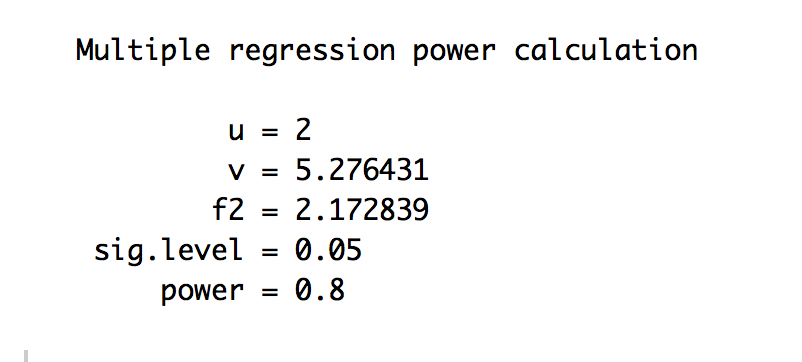 Multiple regression power calculation
u = 2
v = 5.276431
f2 = 2.172839
sig.level = 0.05
power = 0.8